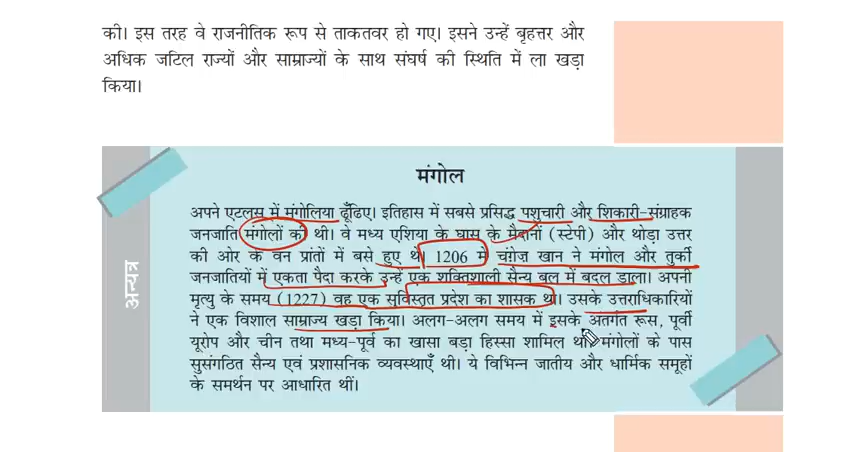 की। इस तरह वे राजनीतिक रूप से ताकतवर हो गए। इसने उन्हें बृहत्तर और
अधिक जटिल राज्यों और साम्राज्यों के साथ संघर्ष की स्थिति में ला खड़ा
किया।
मंगोल
अपने एटलस में मंगोलिया ढूँढिए। इतिहास में सबसे प्रसिद्ध पशुचारी और शिकारी-संग्राहक
जनजाति मंगोलों की थी। वे मध्य एशिया के घास के मैदानों (स्टेपी) और थोड़ा उत्तर
की ओर के वन प्रांतों में बसे हुए थे। 1206 में चंगेज खान ने मंगोल और तुर्की
जनजातियों में एकता पैदा करके उन्हें एक शक्तिशाली सैन्य बल में बदल डाला। अपनी
मृत्यु के समय (1227) वह एक सुविस्तृत प्रदेश का शासक था। उसके उत्तराधिकारियों
ने एक विशाल साम्राज्य खड़ा किया। अलग-अलग समय में इसके अंतर्गत रूस, पूर्वी
यूरोप और चीन तथा मध्य-पूर्व का खासा बड़ा हिस्सा शामिल था। मंगोलों के पास
सुसंगठित सैन्य एवं प्रशासनिक व्यवस्थाएँ थी। ये विभिन्न जातीय और धार्मिक समूहों
के समर्थन पर आधारित थीं।
अन्यत्र